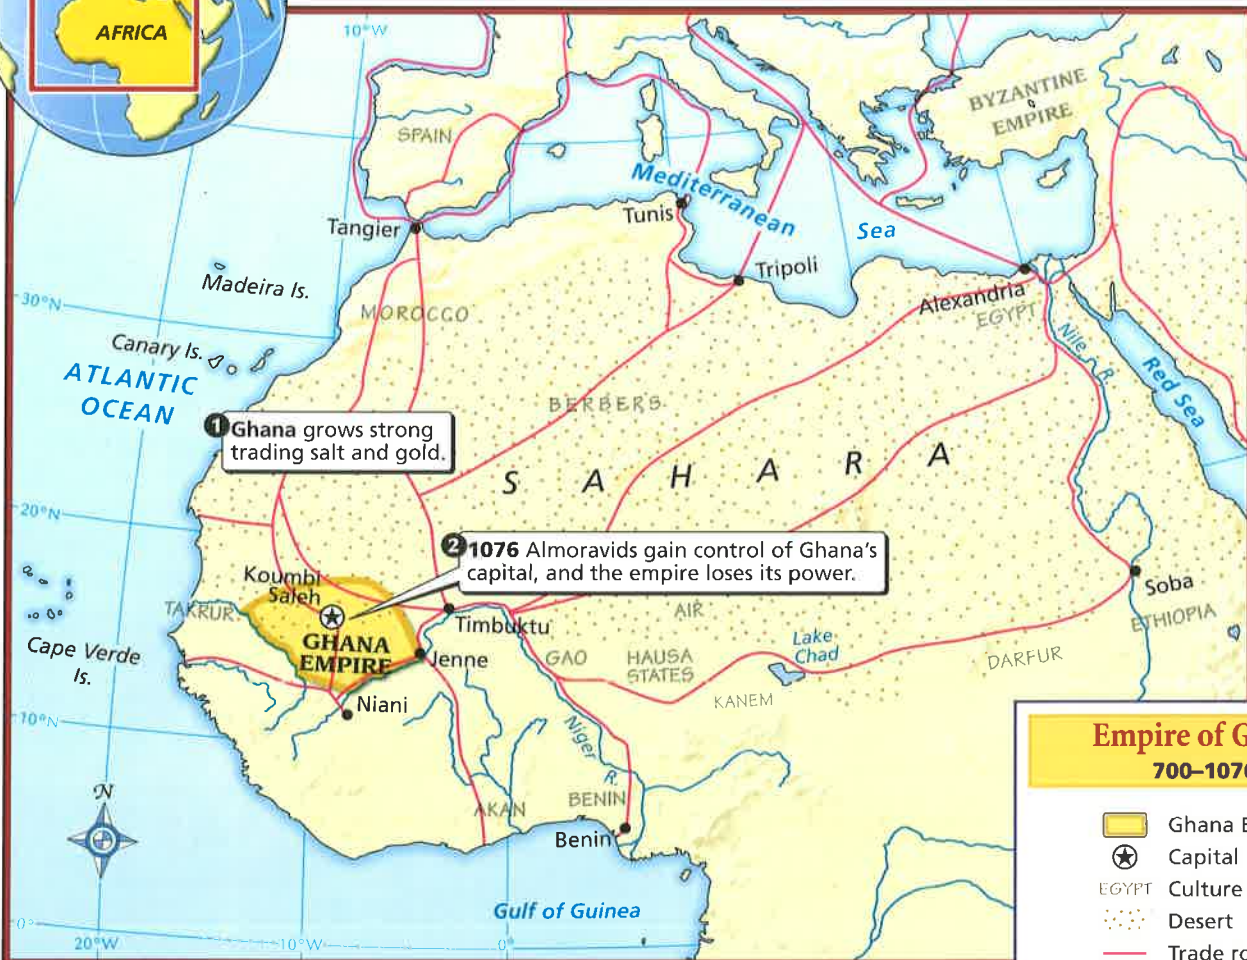 AFRICA
10°W
SPAIN
BYZANTINE
EMPIRE
Mediterranean
Sea
Tangier
Tunis
Tripoli
Madeira Is.
Alexandria
EGYPT
30°N
MOROCCO
Nile R.
Canary Is.
Red Sea
ATLANTIC
OCEAN
BERBERS
1 Ghana grows strong
trading salt and gold.
SAHARA
20°N
2 1076 Almoravids gain control of Ghana's
capital, and the empire loses its power.
Koumbi
Saleh
TAKRUR
Soba
AIR
ETHIOPIA
Timbuktu
GHANA
EMPIRE
Lake
Chad
Cape Verde
Is.
Jenne
GAO
HAUSA
STATES
DARFUR
KANEM
Niani
10°N
Niger
R.
N
AKAN
BENIN
Benin
Gulf of Guinea
0°
20°W
10°W
0°
Empire of G
700–1076
Ghana E
Capital
EGYPT Culture
Desert
Trade ro